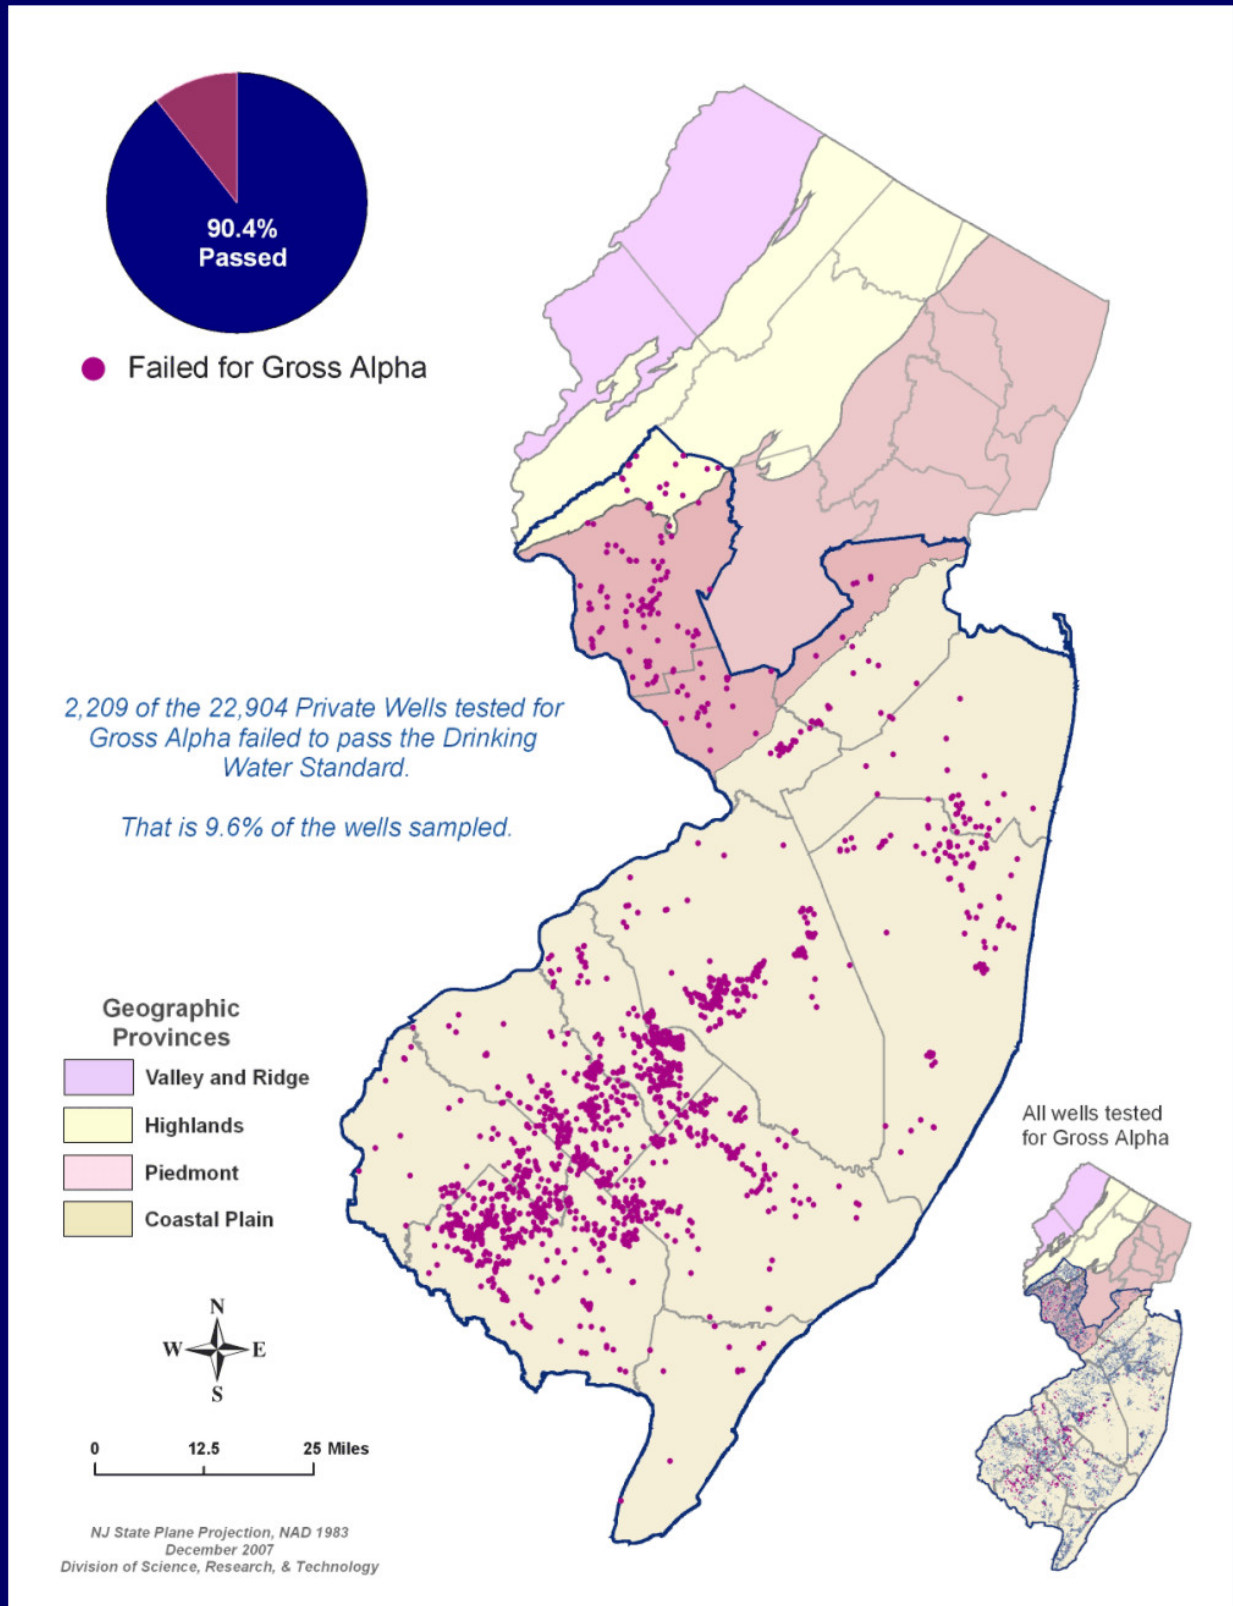 90.4%
Passed
Failed for Gross Alpha
2,209 of the 22,904 Private Wells tested for
Gross Alpha failed to pass the Drinking
Water Standard.
That is 9.6% of the wells sampled.
Geographic
Provinces
Valley and Ridge
Highlands
Piedmont
Coastal Plain
N
W E
S
0 12.5 25 Miles
NJ State Plane Projection, NAD 1983
December 2007
Division of Science, Research, & Technology
All wells tested
for Gross Alpha